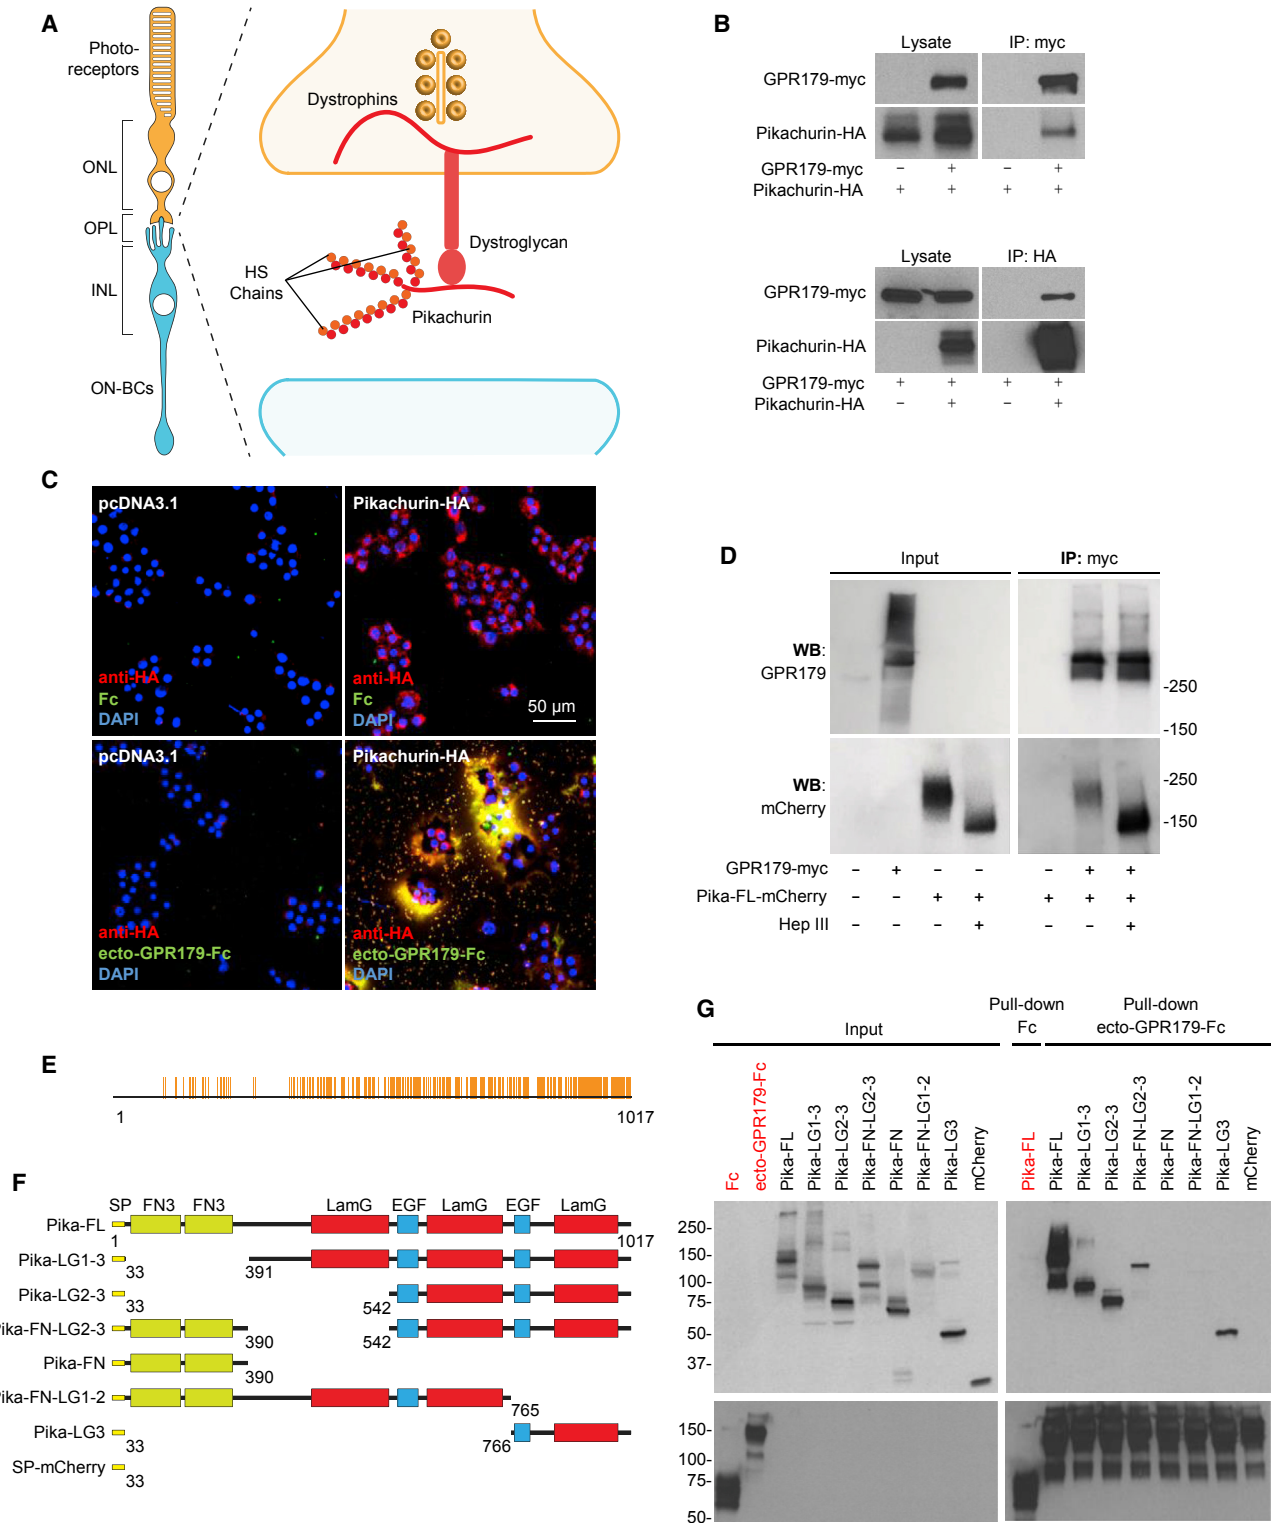 A
Photo-
receptors
ONL
OPL
INL
ON-BCs
Dystrophins
Dystroglycan
HS
Chains
Pikachurin
B
Lysate IP: myc
GPR179-myc
Pikachurin-HA
GPR179-myc – + – +
Pikachurin-HA + + + +
Lysate IP: HA
GPR179-myc
Pikachurin-HA
GPR179-myc + + + +
Pikachurin-HA – + – +
C
pcDNA3.1
anti-HA
Fc
DAPI
Pikachurin-HA
anti-HA
Fc
DAPI
50 µm
pcDNA3.1
anti-HA
ecto-GPR179-Fc
DAPI
Pikachurin-HA
anti-HA
ecto-GPR179-Fc
DAPI
D
Input IP: myc
WB:
GPR179
-250
-150
WB:
mCherry
-250
-150
GPR179-myc – + – – – + +
Pika-FL-mCherry – – + + + + +
Hep III – – – + – – +
E
1 1017
F
SP FN3 FN3 LamG EGF LamG EGF LamG
Pika-FL
1 1017
Pika-LG1-3
33 391
Pika-LG2-3
33 542
Pika-FN-LG2-3
390 542
Pika-FN
390
Pika-FN-LG1-2
765
Pika-LG3
33 766
SP-mCherry
33
G
Input
Pull-down
Fc
Pull-down
ecto-GPR179-Fc
Fc
ecto-GPR179-Fc
Pika-FL
Pika-LG1-3
Pika-LG2-3
Pika-FN-LG2-3
Pika-FN
Pika-FN-LG1-2
Pika-LG3
mCherry
Pika-FL
Pika-FL
Pika-LG1-3
Pika-LG2-3
Pika-FN-LG2-3
Pika-FN
Pika-FN-LG1-2
Pika-LG3
mCherry
250-
150-
100-
75-
50-
37-
150-
100-
75-
50-